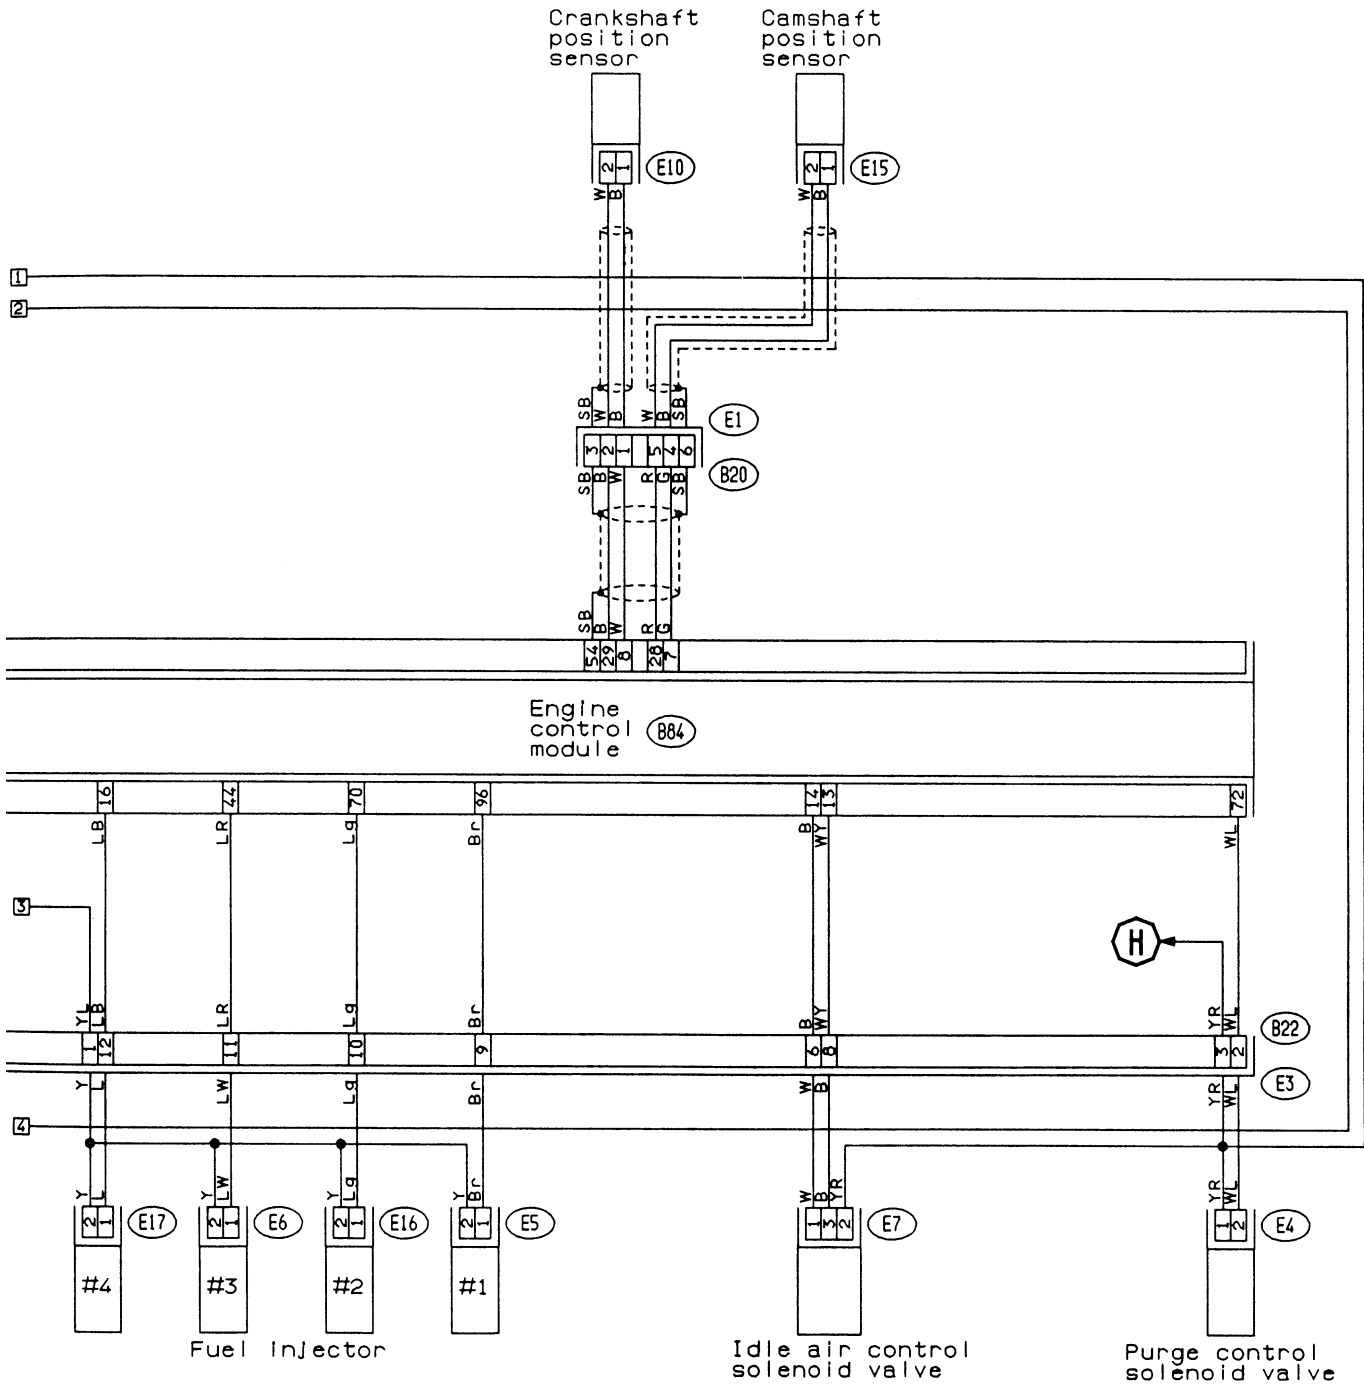 Crankshaft
position
sensor
Camshaft
position
sensor
2 1 E10
2 1 E15
W B
W B
1
2
SB W B W B SB
E1
3 2 1 5 4 6
B20
SB B W R G SB
SB B W R G
54 29 8 28 7
Engine
control
module
B84
16 44 70 96 14 13 72
LB LR Lg Br B WY WL
3
H
YL LB LR Lg Br B WY YR WL
B22
1 12 11 10 9 6 8 3 2
E3
Y L LW Lg Br W B YR WL
4
Y L Y LW Y Lg Y Br W B YR YR WL
2 1 E17
2 1 E6
2 1 E16
2 1 E5
1 3 2 E7
1 2 E4
#4 #3 #2 #1
Fuel injector
Idle air control
solenoid valve
Purge control
solenoid valve